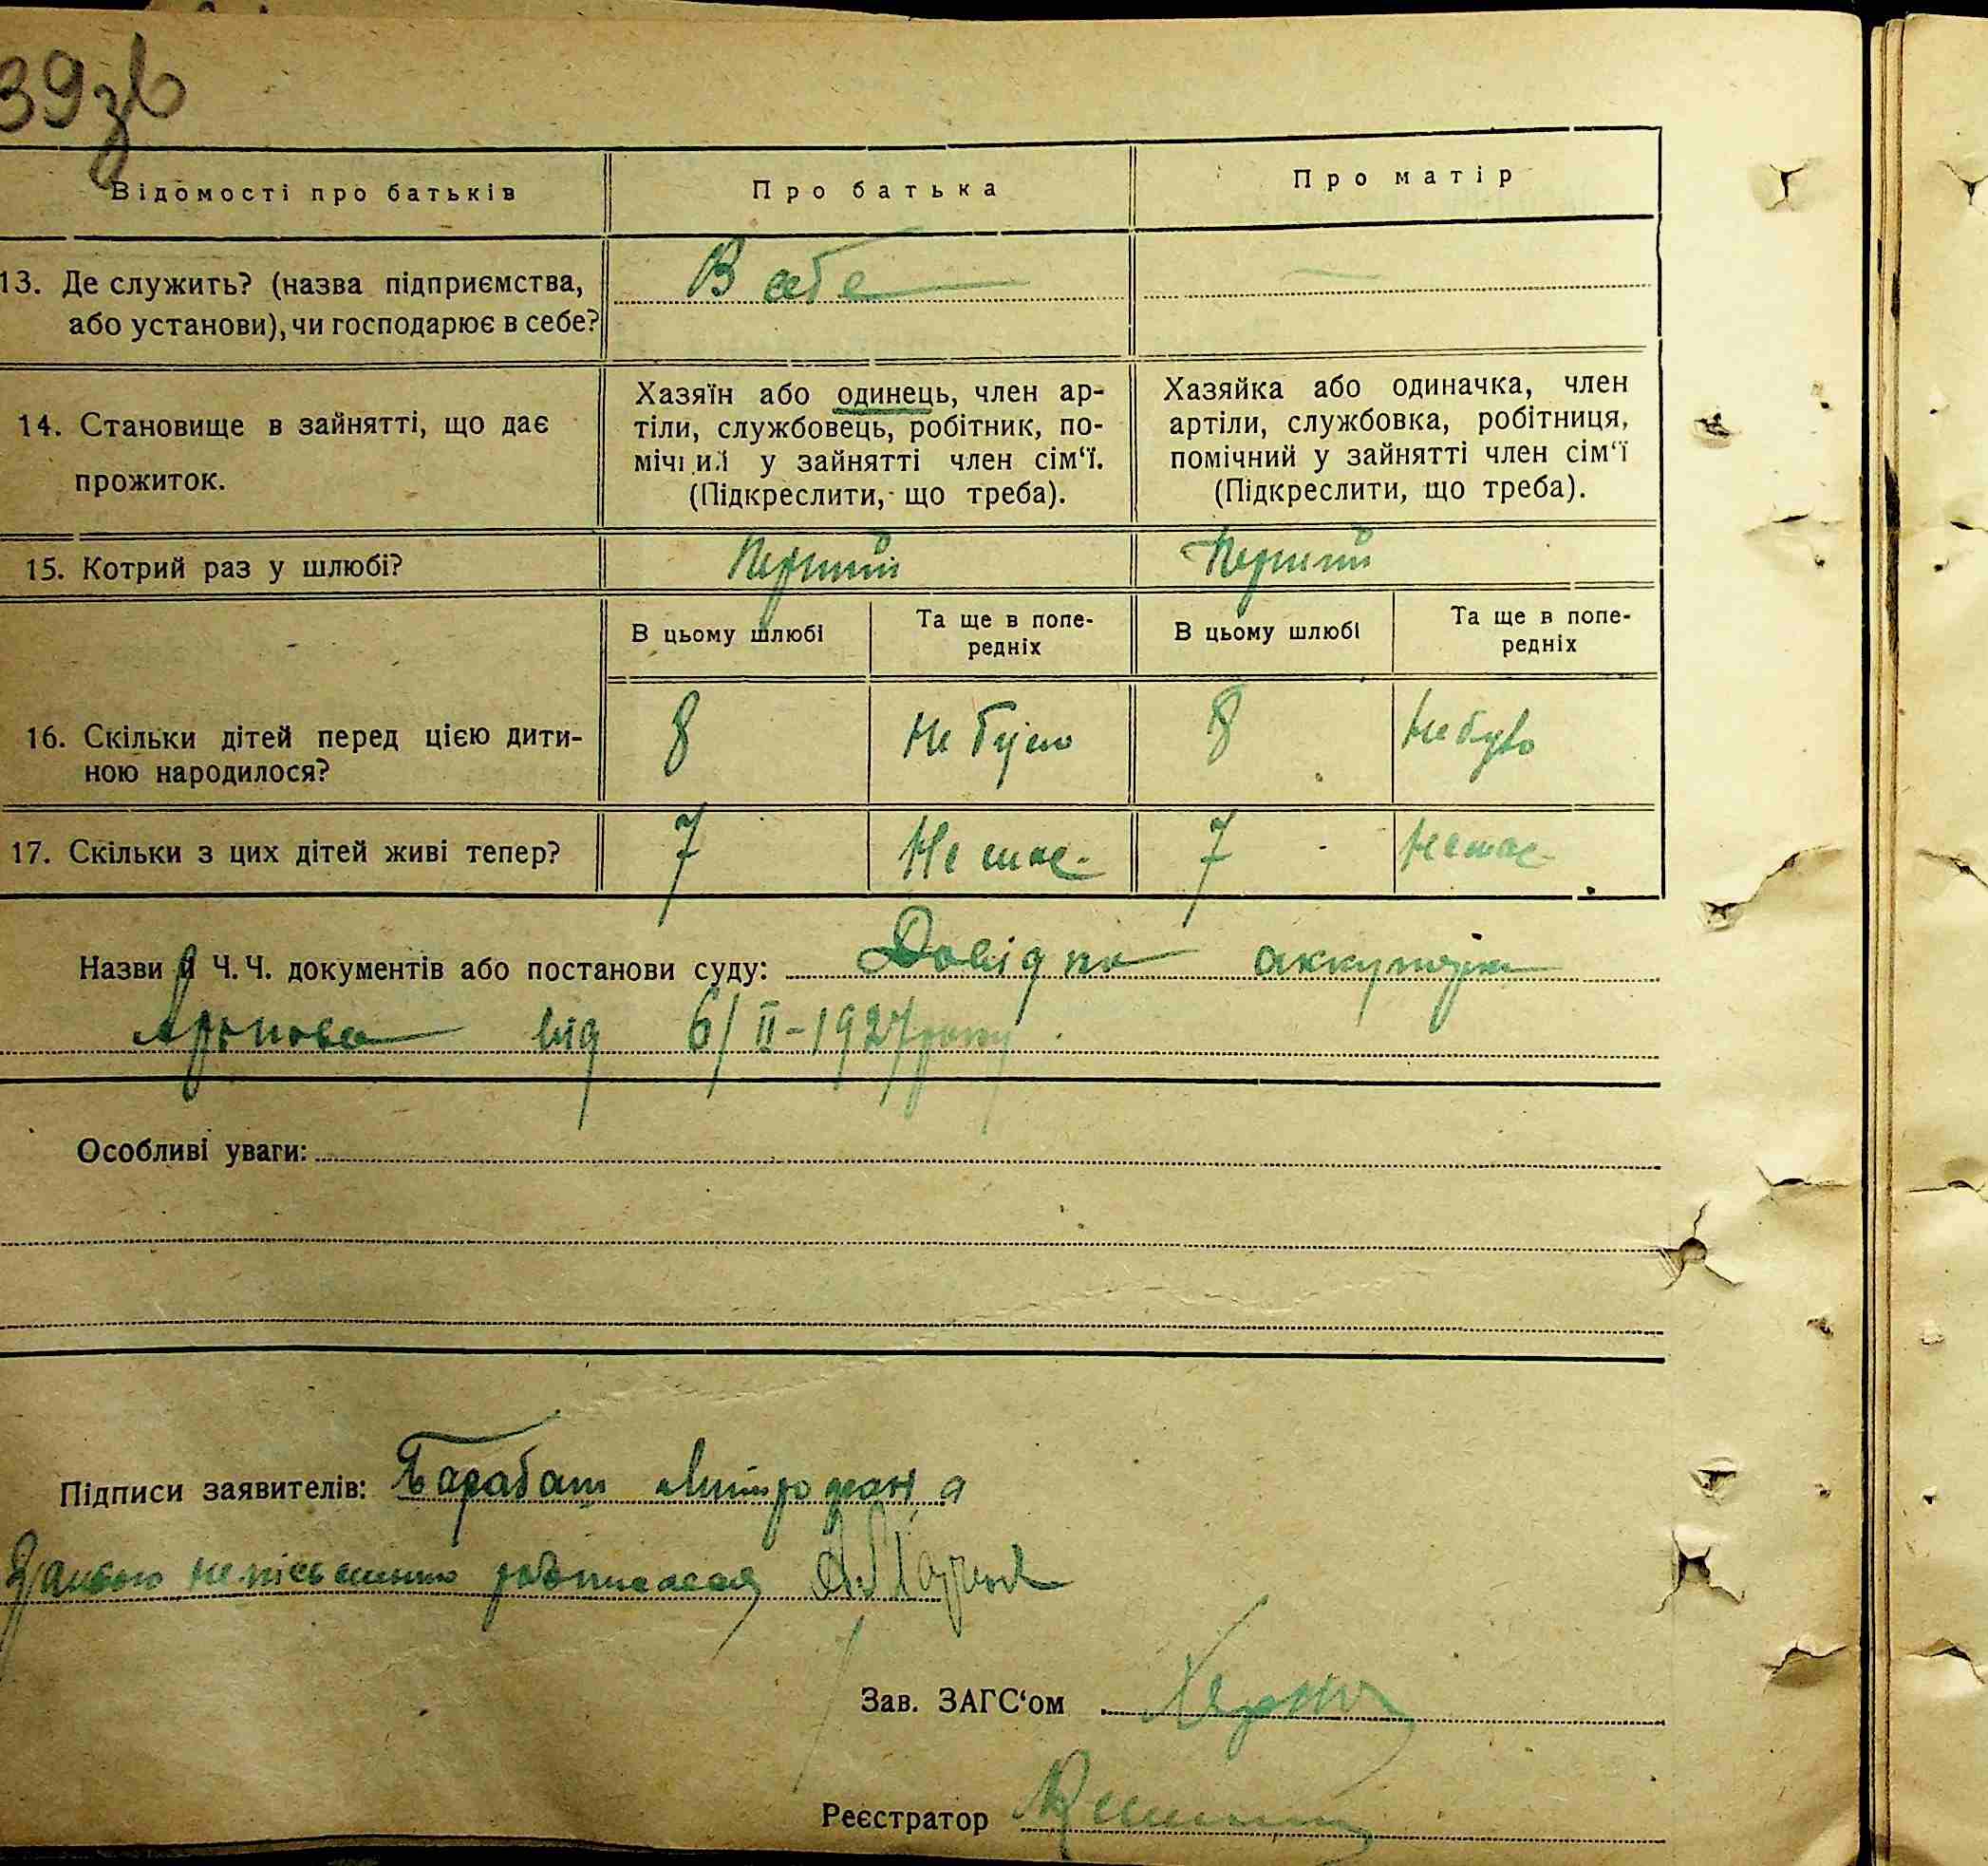 39зв
Відомості про батьків
Про батька
Про матір
13. Де служить? (назва підприємства,
або установи), чи господарює в себе?
В себе
14. Становище в зайнятті, що дає
прожиток.
Хазяїн або одинець, член ар-
тіли, службовець, робітник, по-
мічний у зайнятті член сім‘ї.
(Підкреслити, що треба).
Хазяйка або одиначка, член
артіли, службовка, робітниця,
помічний у зайнятті член сім‘ї
(Підкреслити, що треба).
15. Котрий раз у шлюбі?
Перший
Перший
В цьому шлюбі
Та ще в попе-
редніх
В цьому шлюбі
Та ще в попе-
редніх
16. Скільки дітей перед цією дити-
ною народилося?
8
Не було
8
Не було
17. Скільки з цих дітей живі тепер?
7
Немає
7
Немає
Назви й Ч.Ч. документів або постанови суду: Довідка
від 6/II-1927 року
Особливі уваги:
Підписи заявителів: Барабаш Митрофана
Зав. ЗАГС‘ом
Реєстратор